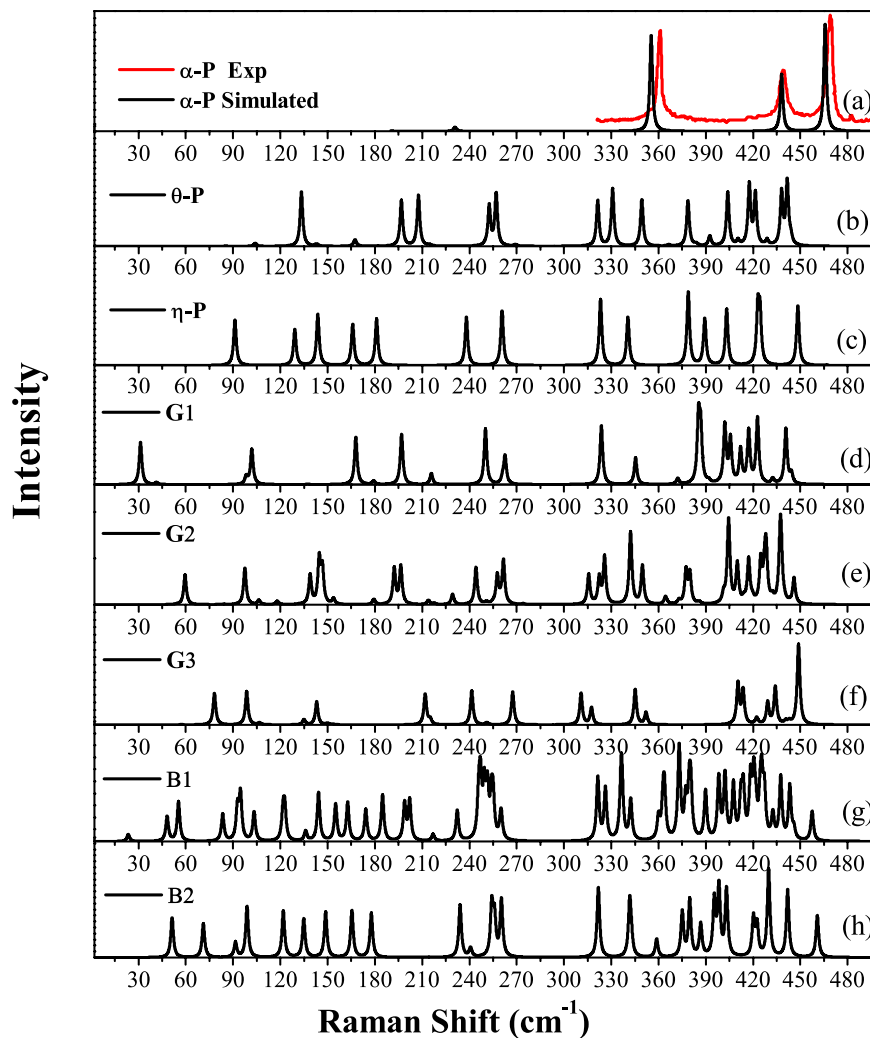 α-P Exp
α-P Simulated
(a)
30 60 90 120 150 180 210 240 270 300 330 360 390 420 450 480
θ-P
(b)
30 60 90 120 150 180 210 240 270 300 330 360 390 420 450 480
η-P
(c)
30 60 90 120 150 180 210 240 270 300 330 360 390 420 450 480
G1
(d)
30 60 90 120 150 180 210 240 270 300 330 360 390 420 450 480
G2
(e)
30 60 90 120 150 180 210 240 270 300 330 360 390 420 450 480
G3
(f)
30 60 90 120 150 180 210 240 270 300 330 360 390 420 450 480
B1
(g)
30 60 90 120 150 180 210 240 270 300 330 360 390 420 450 480
B2
(h)
30 60 90 120 150 180 210 240 270 300 330 360 390 420 450 480
Intensity
Raman Shift (cm⁻¹)